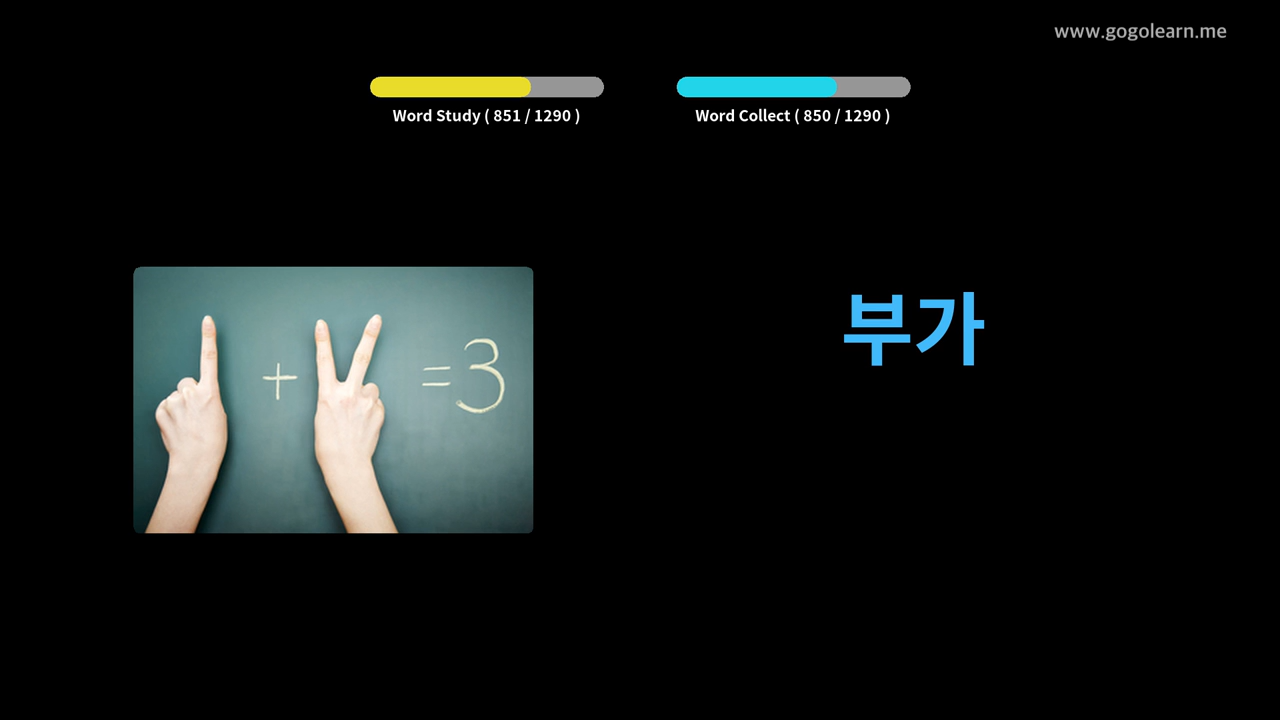 www.gogolearn.me
Word Study ( 851 / 1290 )
Word Collect ( 850 / 1290 )
+ =3
부가